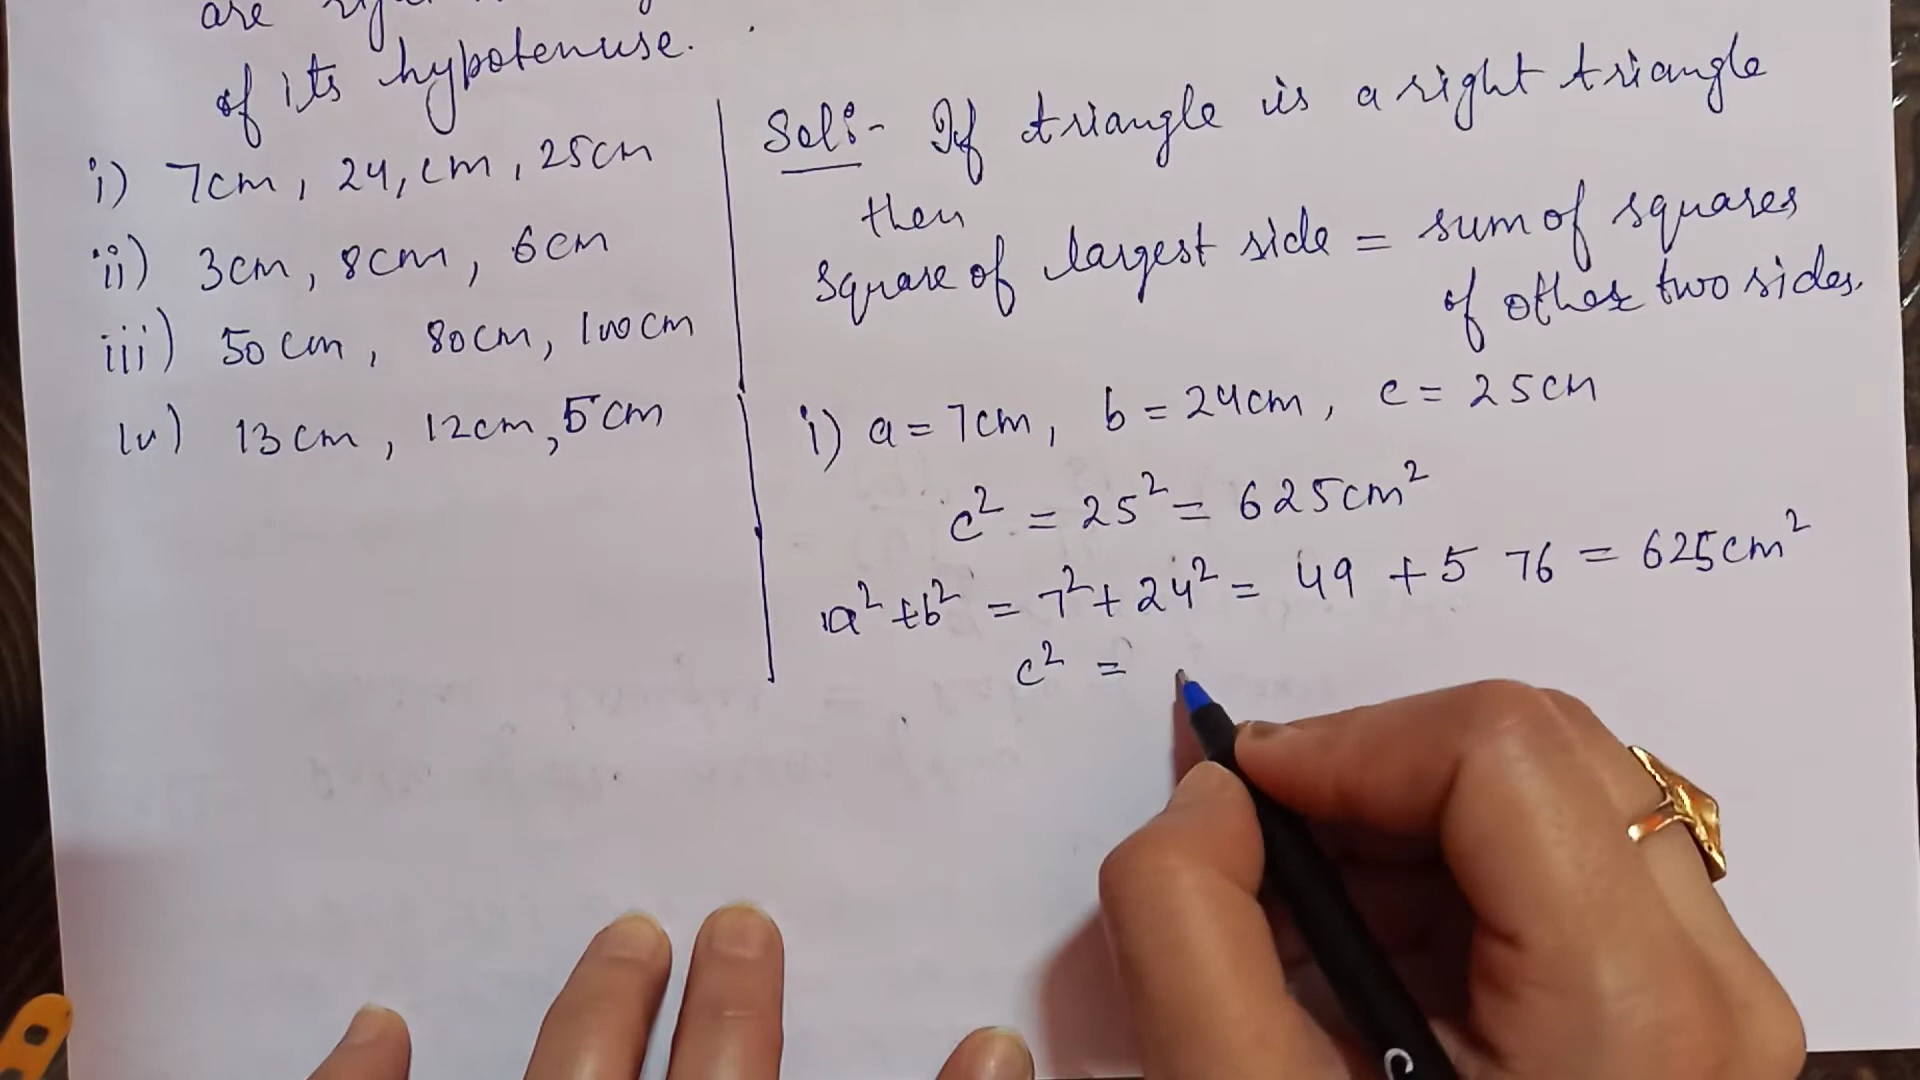 are
of its hypotenuse.
i) 7cm, 24, cm, 25cm
ii) 3cm, 8cm, 6cm
iii) 50 cm, 80cm, 100cm
iv) 13cm, 12cm, 5cm
Sol:- If triangle is a right triangle
then
square of largest side = sum of squares
of other two sides.
i) a = 7cm, b = 24cm, c = 25cm
c² = 25² = 625cm²
a² + b² = 7² + 24² = 49 + 576 = 625cm²
c² =
C